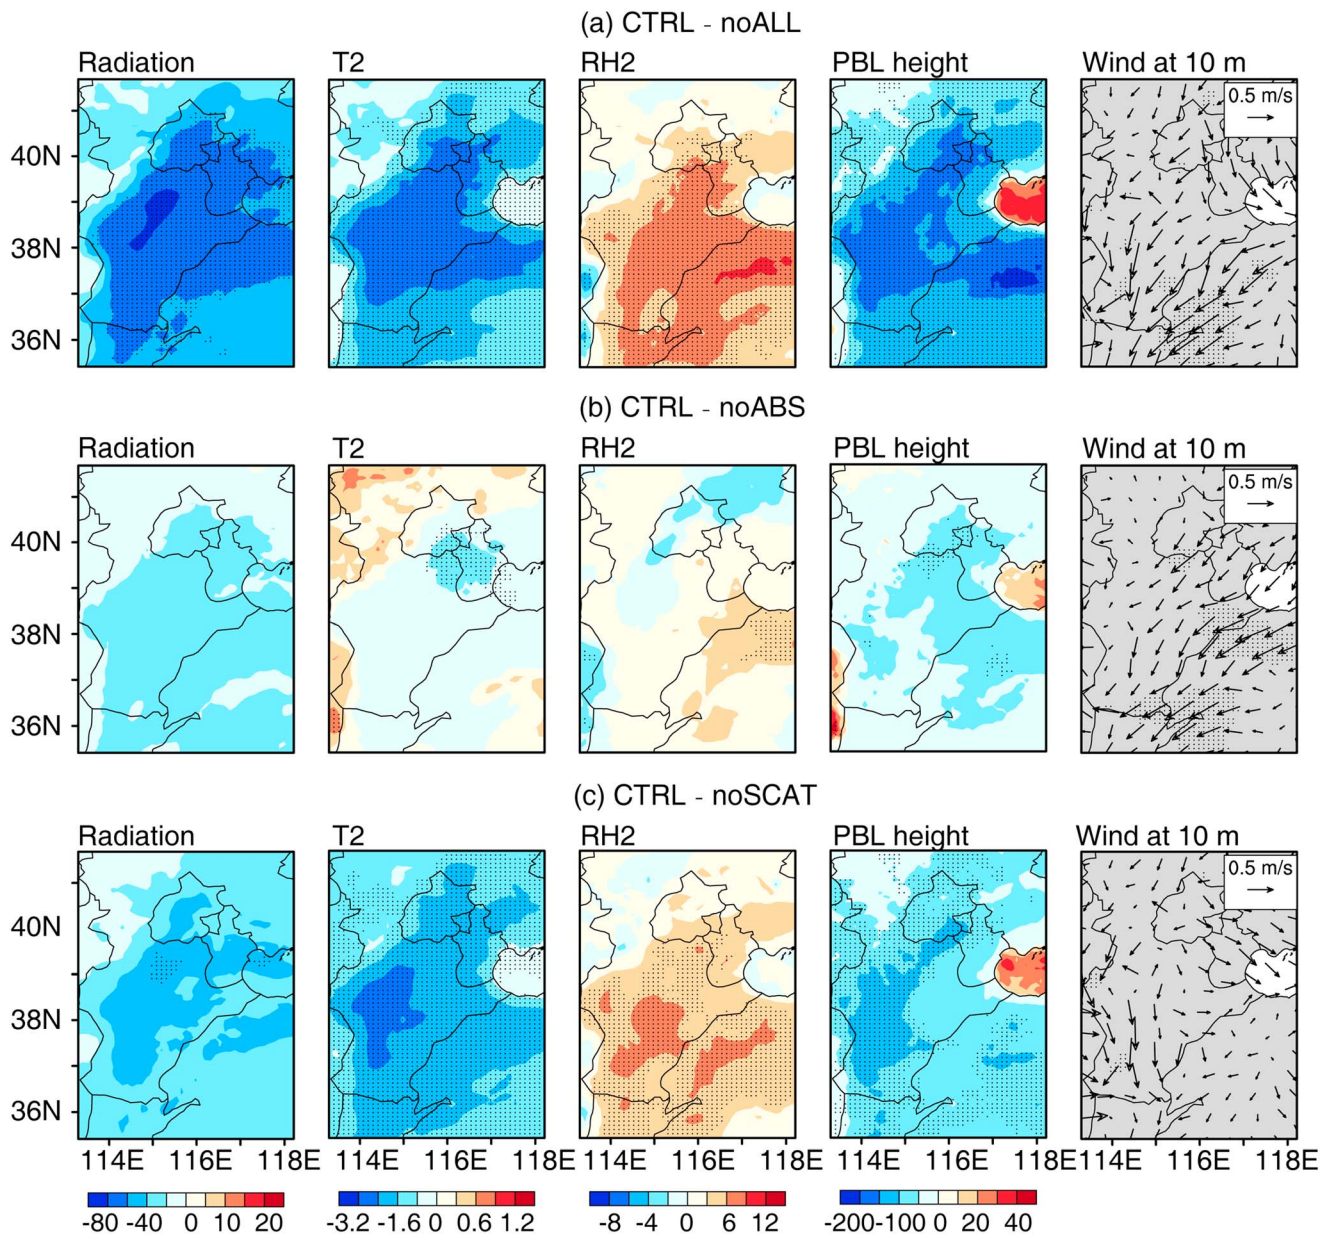 (a) CTRL - noALL
Radiation T2 RH2 PBL height Wind at 10 m
0.5 m/s
40N
38N
36N
(b) CTRL - noABS
Radiation T2 RH2 PBL height Wind at 10 m
0.5 m/s
40N
38N
36N
(c) CTRL - noSCAT
Radiation T2 RH2 PBL height Wind at 10 m
0.5 m/s
40N
38N
36N
114E 116E 118E 114E 116E 118E 114E 116E 118E 114E 116E 118E 114E 116E 118E
-80 -40 0 10 20 -3.2 -1.6 0 0.6 1.2 -8 -4 0 6 12 -200 -100 0 20 40